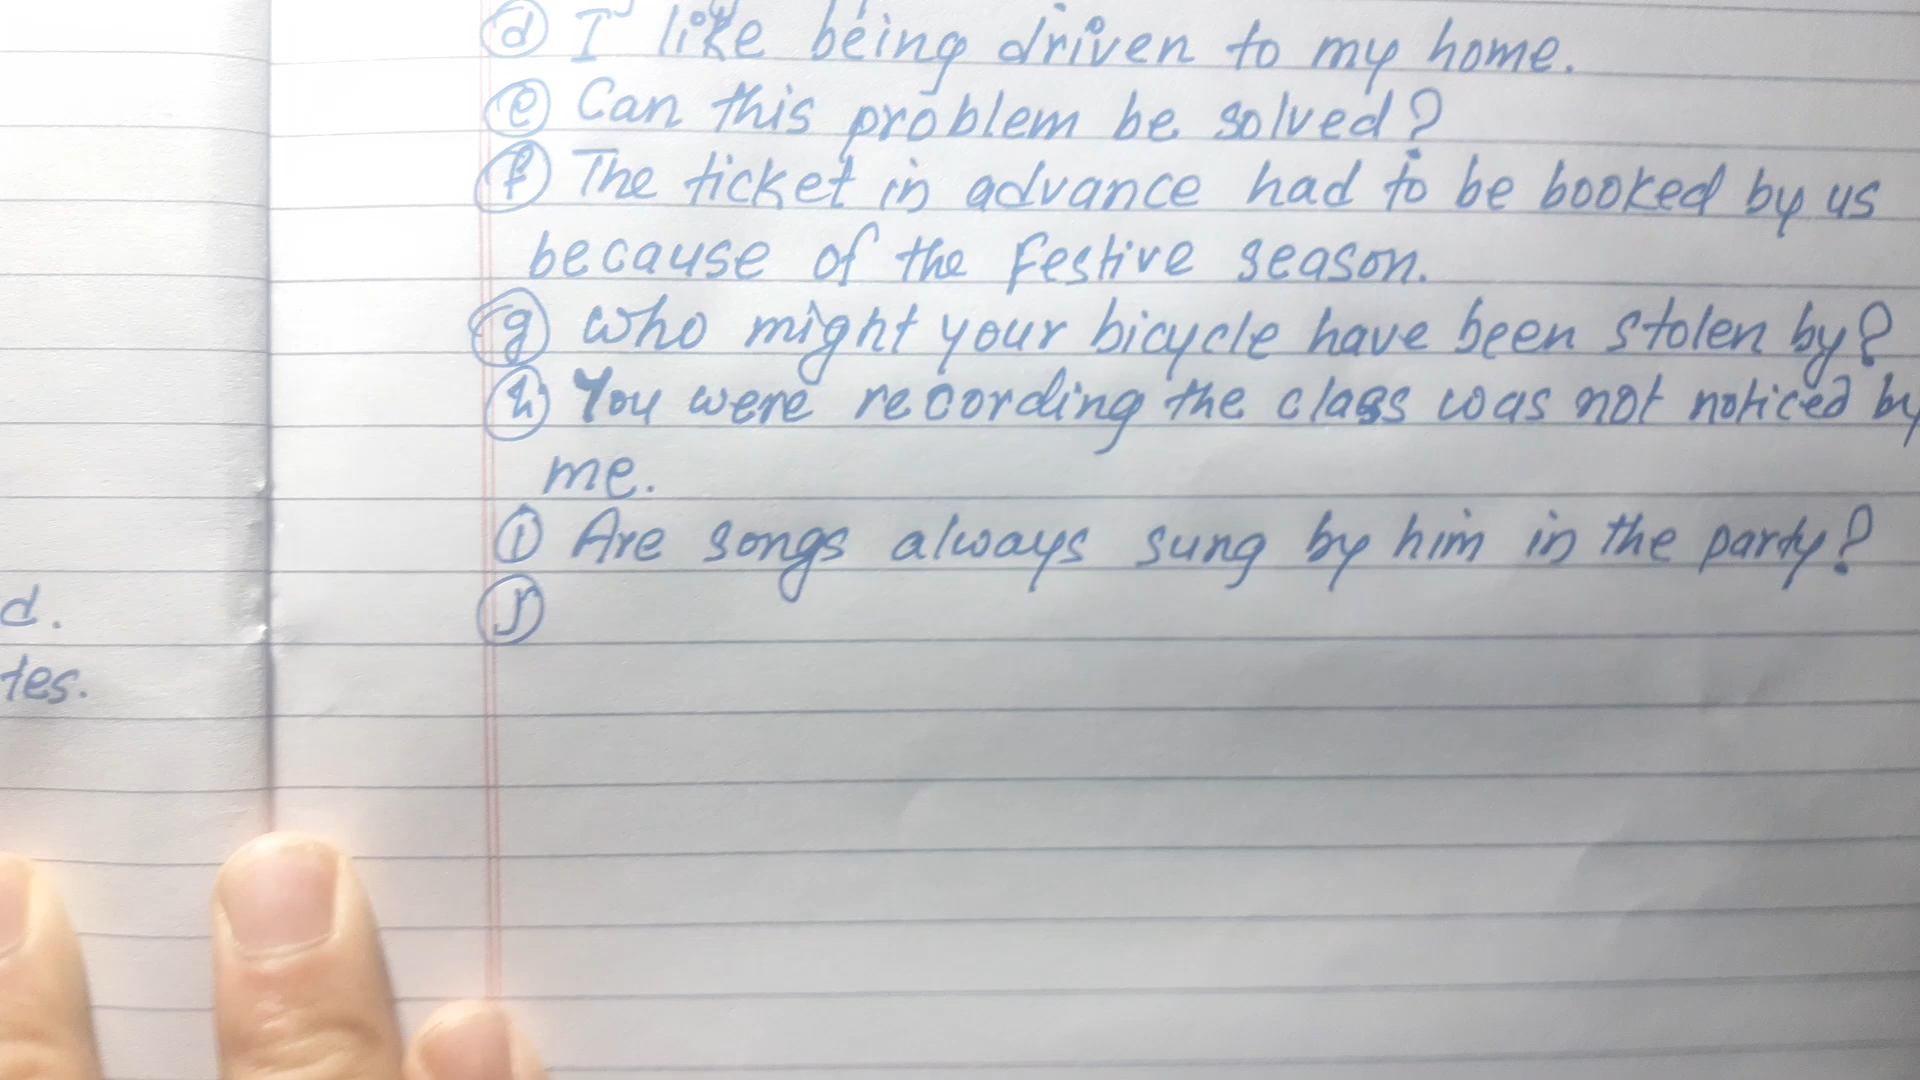 d I like being driven to my home.
e Can this problem be solved?
f The ticket in advance had to be booked by us
because of the festive season.
g Who might your bicycle have been stolen by?
h You were recording the class was not noticed by
me.
i Are songs always sung by him in the party?
j
d.
tes.